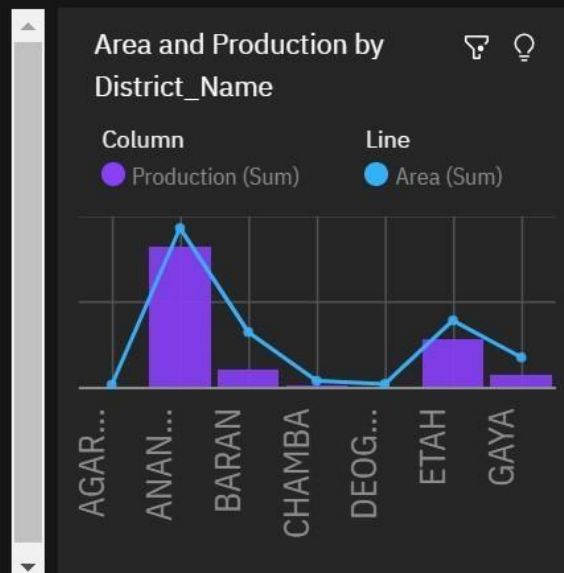 Area and Production by
District_Name
Column
Line
Production (Sum)
Area (Sum)
AGAR...
ANAN...
BARAN
CHAMBA
DEOG...
ETAH
GAYA